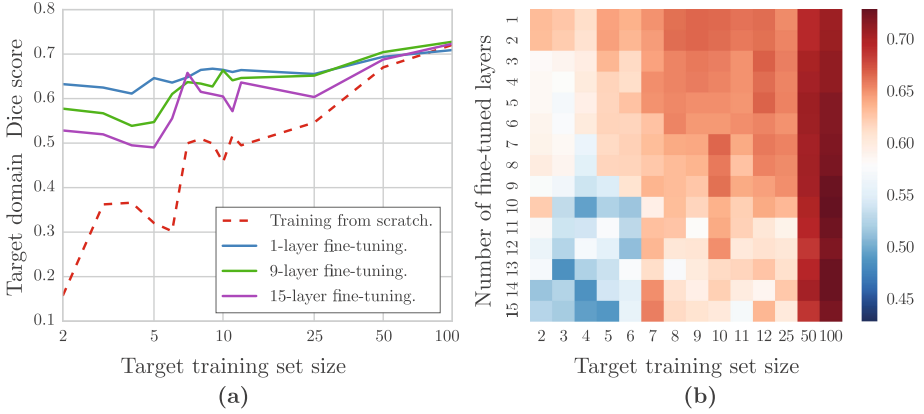 0.8
0.7
0.6
0.5
0.4
0.3
0.2
0.1
Target domain Dice score
2 5 10 25 50 100
Target training set size
(a)
Training from scratch.
1-layer fine-tuning.
9-layer fine-tuning.
15-layer fine-tuning.
Number of fine-tuned layers
1
2
3
4
5
6
7
8
9
10
11
12
13
14
15
2 3 4 5 6 7 8 9 10 11 12 25 50 100
Target training set size
(b)
0.70
0.65
0.60
0.55
0.50
0.45